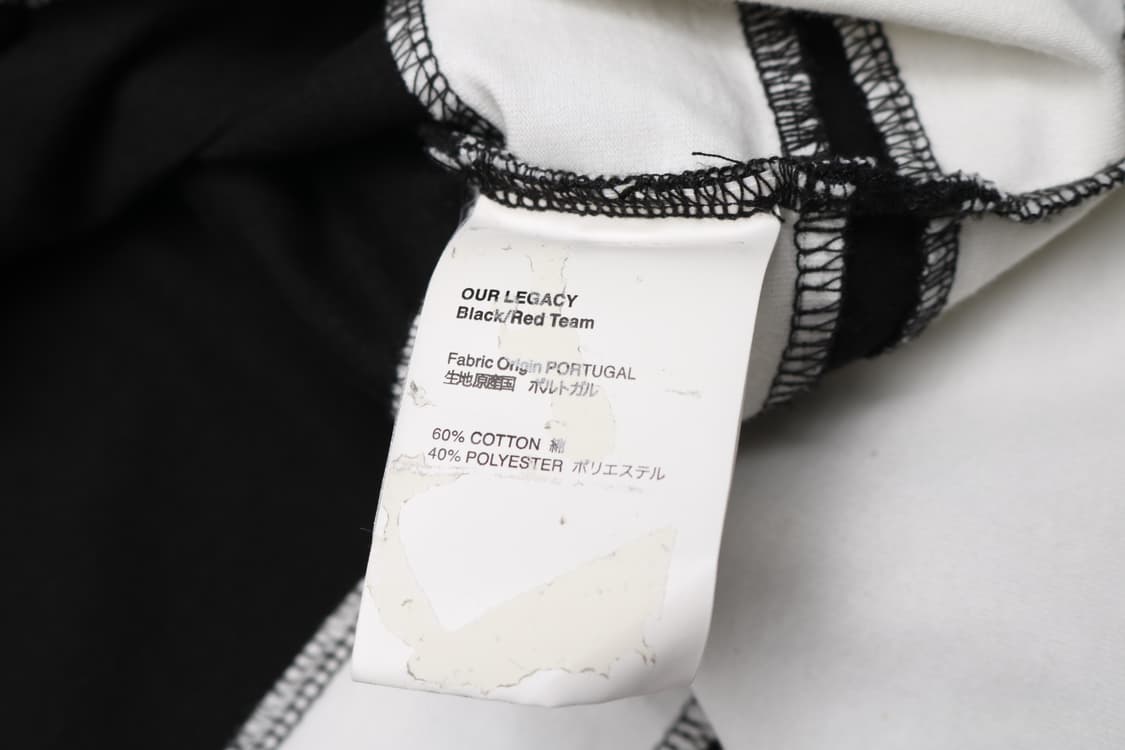 OUR LEGACY
Black/Red Team
Fabric Origin PORTUGAL
生地原産国 ポルトガル
60% COTTON 綿
40% POLYESTER ポリエステル